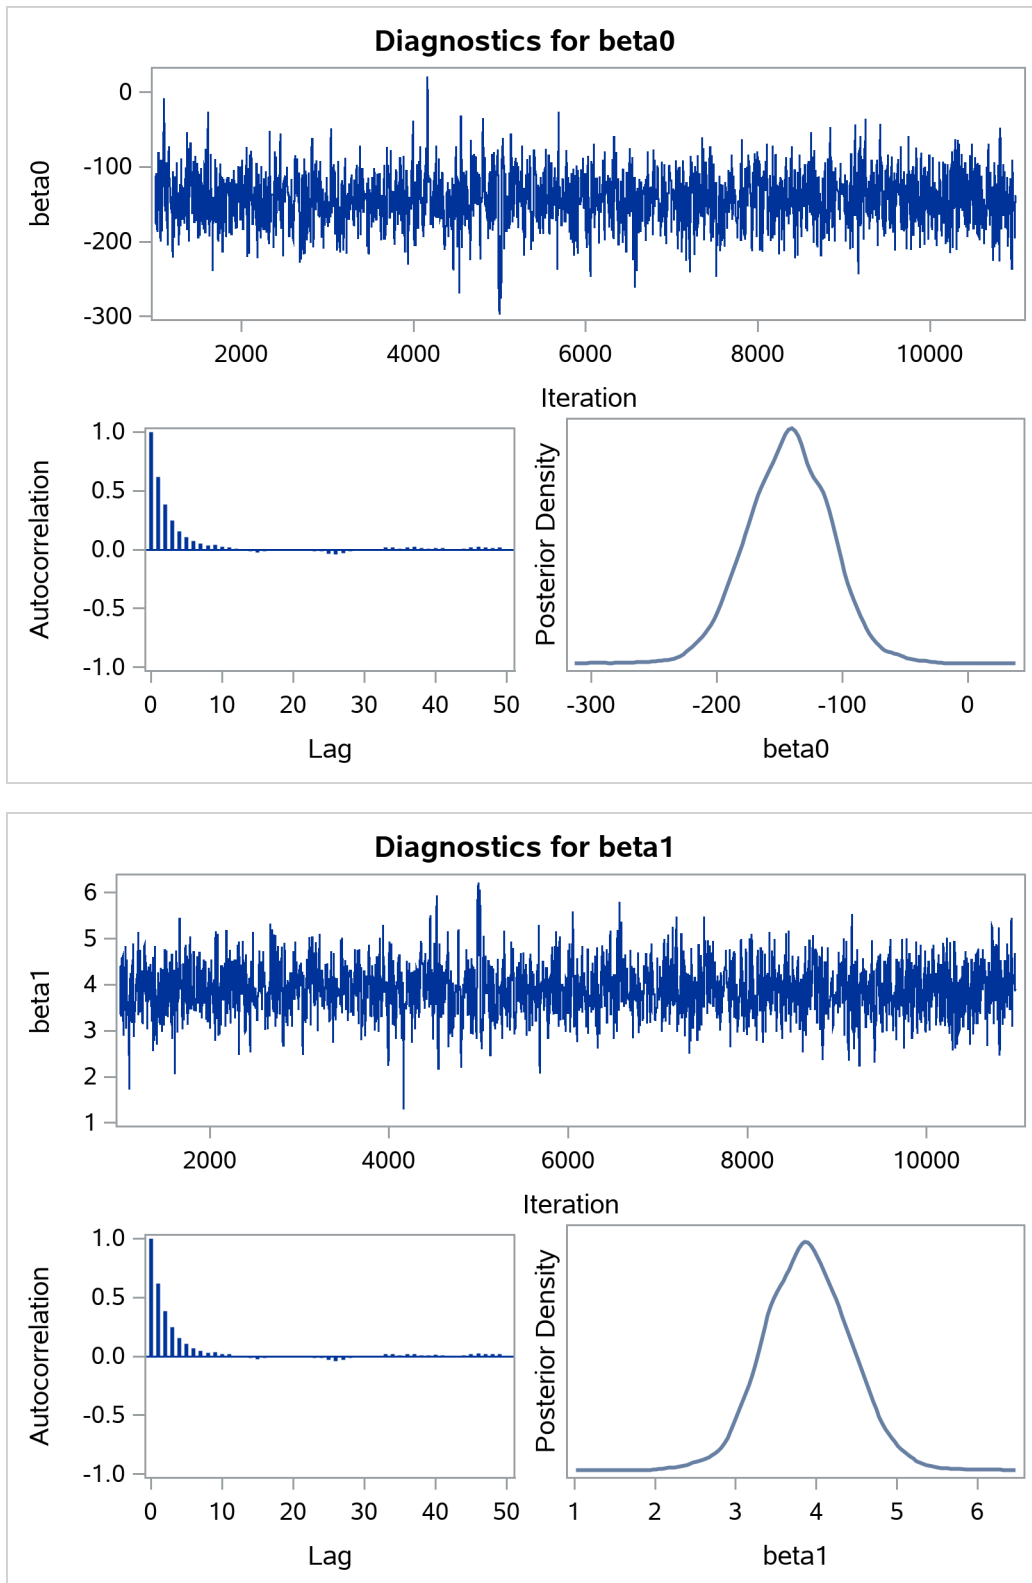 Diagnostics for beta0
beta0
0
-100
-200
-300
2000 4000 6000 8000 10000
Iteration
Autocorrelation
1.0
0.5
0.0
-0.5
-1.0
0 10 20 30 40 50
Lag
Posterior Density
-300 -200 -100 0
beta0
Diagnostics for beta1
beta1
6
5
4
3
2
1
2000 4000 6000 8000 10000
Iteration
Autocorrelation
1.0
0.5
0.0
-0.5
-1.0
0 10 20 30 40 50
Lag
Posterior Density
1 2 3 4 5 6
beta1